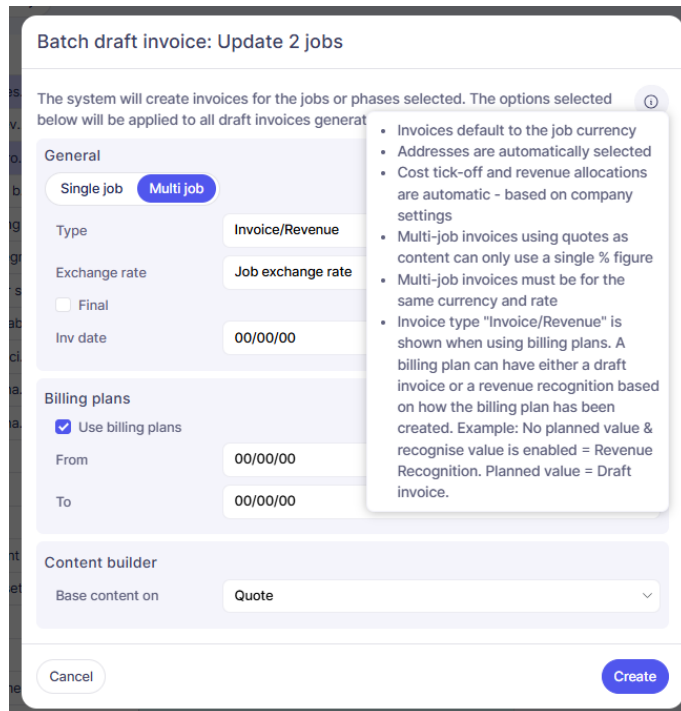 Batch draft invoice: Update 2 jobs
The system will create invoices for the jobs or phases selected. The options selected
below will be applied to all draft invoices generat
• Invoices default to the job currency
• Addresses are automatically selected
• Cost tick-off and revenue allocations
are automatic - based on company
settings
• Multi-job invoices using quotes as
content can only use a single % figure
• Multi-job invoices must be for the
same currency and rate
• Invoice type "Invoice/Revenue" is
shown when using billing plans. A
billing plan can have either a draft
invoice or a revenue recognition based
on how the billing plan has been
created. Example: No planned value &
recognise value is enabled = Revenue
Recognition. Planned value = Draft
invoice.
General
Single job Multi job
Type Invoice/Revenue
Exchange rate Job exchange rate
Final
Inv date 00/00/00
Billing plans
Use billing plans
From 00/00/00
To 00/00/00
Content builder
Base content on Quote
Cancel Create